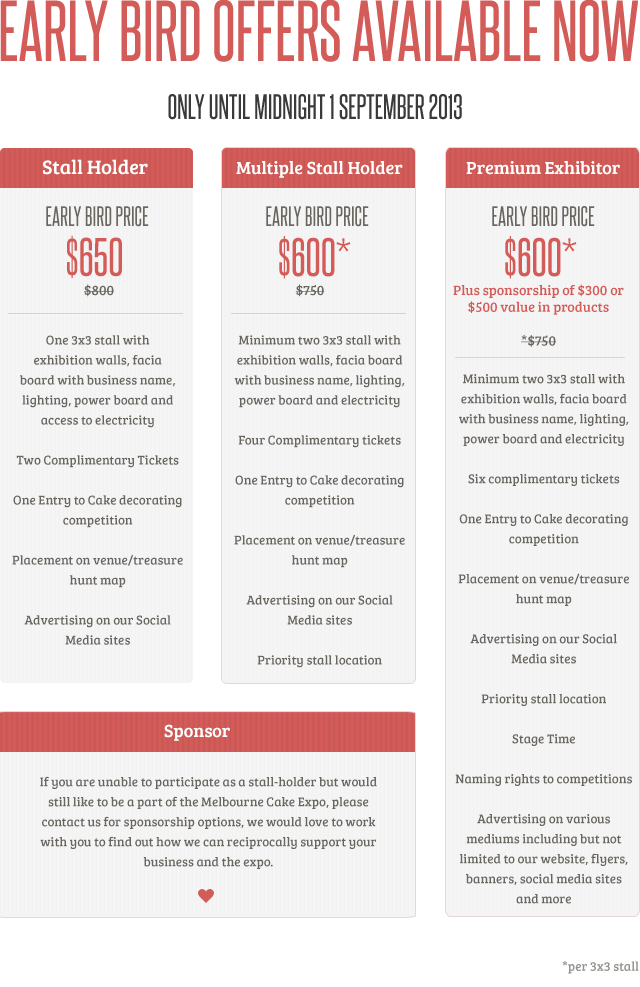 EARLY BIRD OFFERS AVAILABLE NOW
ONLY UNTIL MIDNIGHT 1 SEPTEMBER 2013
Stall Holder
EARLY BIRD PRICE
$650
$800
One 3x3 stall with
exhibition walls, facia
board with business name,
lighting, power board and
access to electricity
Two Complimentary Tickets
One Entry to Cake decorating
competition
Placement on venue/treasure
hunt map
Advertising on our Social
Media sites
Multiple Stall Holder
EARLY BIRD PRICE
$600*
$750
Minimum two 3x3 stall with
exhibition walls, facia board
with business name, lighting,
power board and electricity
Four Complimentary tickets
One Entry to Cake decorating
competition
Placement on venue/treasure
hunt map
Advertising on our Social
Media sites
Priority stall location
Premium Exhibitor
EARLY BIRD PRICE
$600*
Plus sponsorship of $300 or
$500 value in products
*$750
Minimum two 3x3 stall with
exhibition walls, facia board
with business name, lighting,
power board and electricity
Six complimentary tickets
One Entry to Cake decorating
competition
Placement on venue/treasure
hunt map
Advertising on our Social
Media sites
Priority stall location
Stage Time
Naming rights to competitions
Advertising on various
mediums including but not
limited to our website, flyers,
banners, social media sites
and more
Sponsor
If you are unable to participate as a stall-holder but would
still like to be a part of the Melbourne Cake Expo, please
contact us for sponsorship options, we would love to work
with you to find out how we can reciprocally support your
business and the expo.
*per 3x3 stall